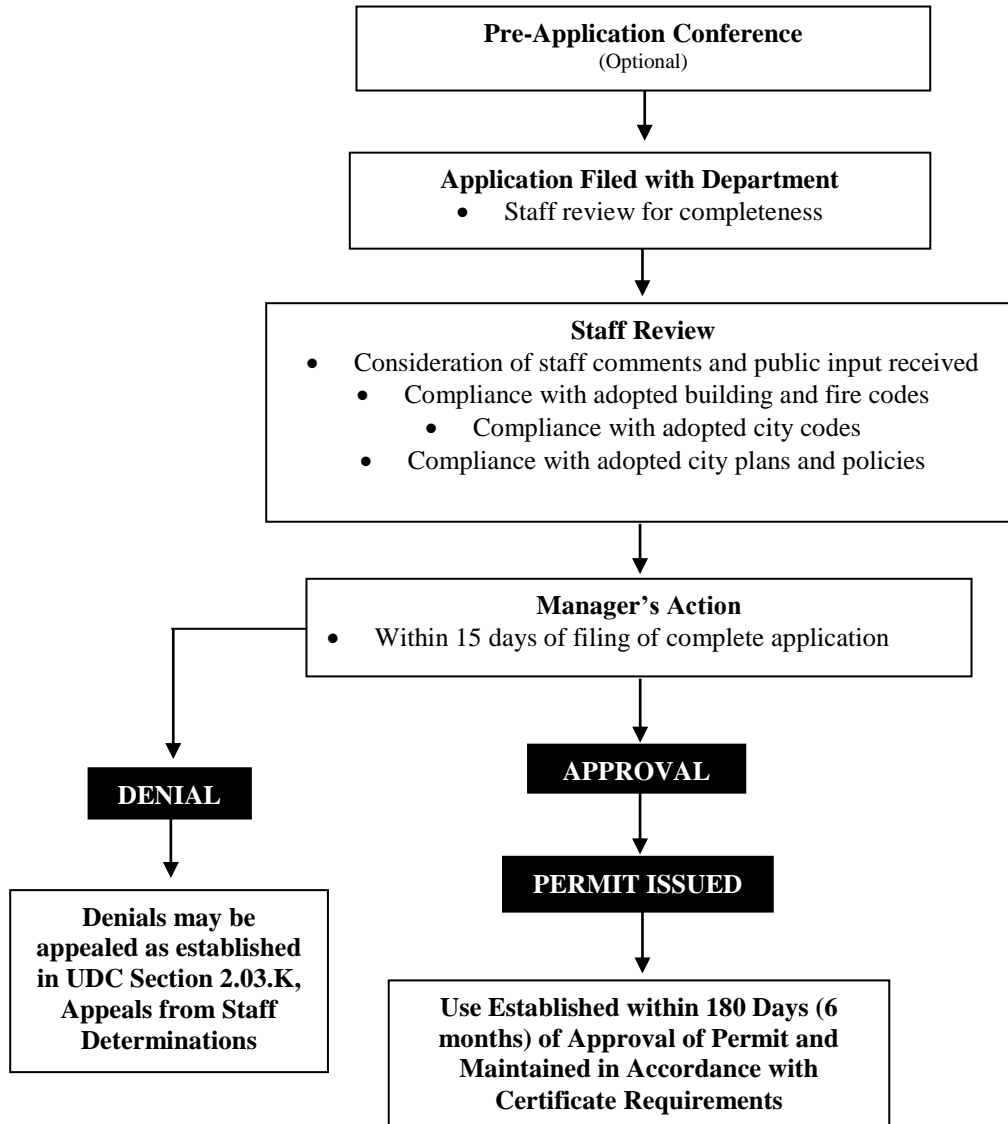 Pre-Application Conference
(Optional)
Application Filed with Department
• Staff review for completeness
Staff Review
• Consideration of staff comments and public input received
• Compliance with adopted building and fire codes
• Compliance with adopted city codes
• Compliance with adopted city plans and policies
Manager’s Action
• Within 15 days of filing of complete application
DENIAL
Denials may be
appealed as established
in UDC Section 2.03.K,
Appeals from Staff
Determinations
APPROVAL
PERMIT ISSUED
Use Established within 180 Days (6
months) of Approval of Permit and
Maintained in Accordance with
Certificate Requirements